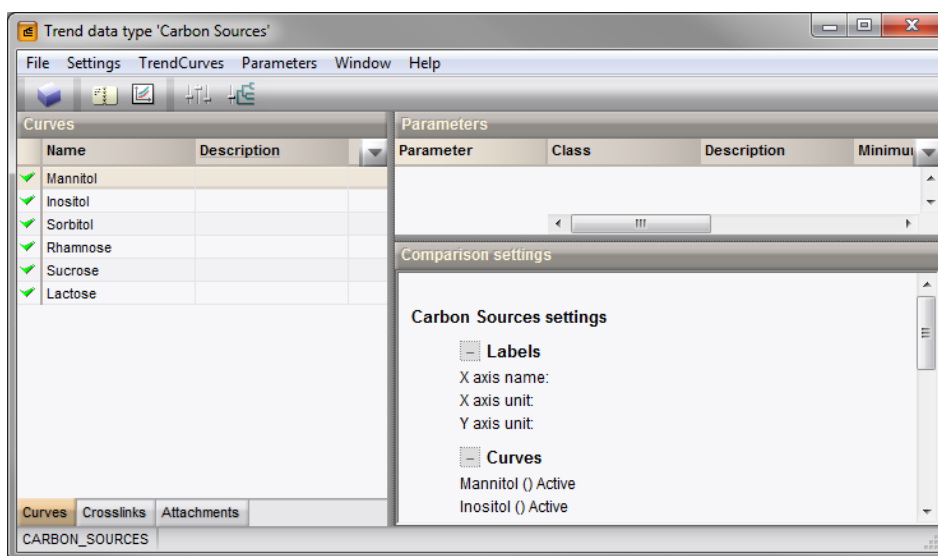 Trend data type 'Carbon Sources'
File Settings TrendCurves Parameters Window Help
Curves
Name Description
Mannitol
Inositol
Sorbitol
Rhamnose
Sucrose
Lactose
Curves Crosslinks Attachments
CARBON_SOURCES
Parameters
Parameter Class Description Minimu
Comparison settings
Carbon Sources settings
Labels
X axis name:
X axis unit:
Y axis unit:
Curves
Mannitol () Active
Inositol () Active